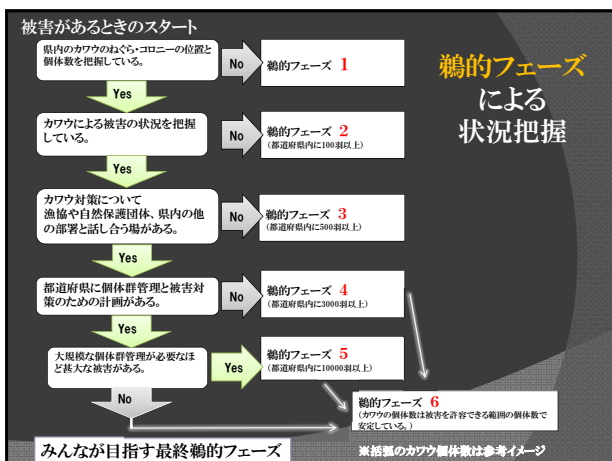 被害があるときのスタート
県内のカワウのねぐら・コロニーの位置と
個体数を把握している。
No
鵜的フェーズ 1
鵜的フェーズ
による
状況把握
Yes
カワウによる被害の状況を把握
している。
No
鵜的フェーズ 2
(都道府県内に100羽以上)
Yes
カワウ対策について
漁協や自然保護団体、県内の他
の部署と話し合う場がある。
No
鵜的フェーズ 3
(都道府県内に500羽以上)
Yes
都道府県に個体群管理と被害対
策のための計画がある。
No
鵜的フェーズ 4
(都道府県内に3000羽以上)
Yes
大規模な個体群管理が必要なほ
ど甚大な被害がある。
Yes
鵜的フェーズ 5
(都道府県内に10000羽以上)
No
鵜的フェーズ 6
(カワウの個体数は被害を許容できる範囲の個体数で
安定している。)
みんなが目指す最終鵜的フェーズ
※括弧のカワウ個体数は参考イメージ